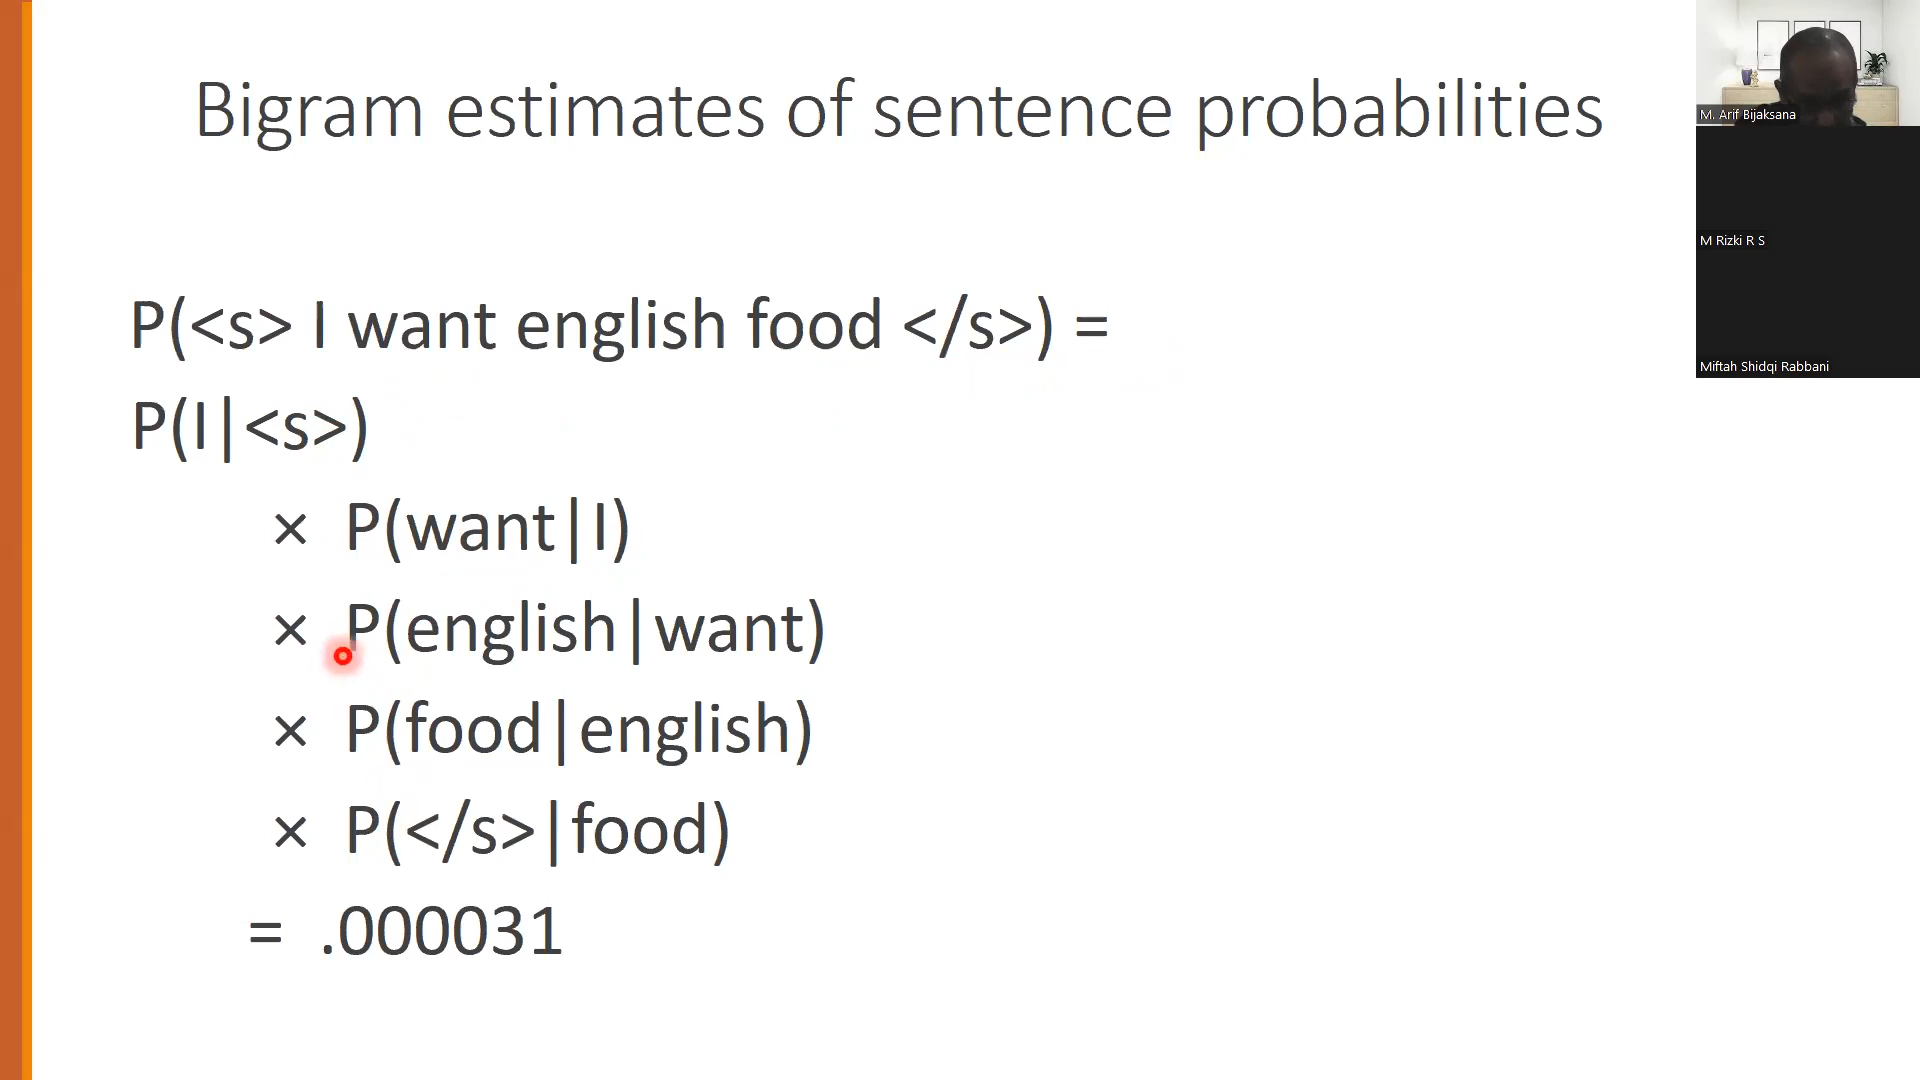 Bigram estimates of sentence probabilities
P(<s> I want english food </s>) =
P(I|<s>)
× P(want|I)
× P(english|want)
× P(food|english)
× P(</s>|food)
= .000031
M. Arif Bijaksana
M Rizki R S
Miftah Shidqi Rabbani